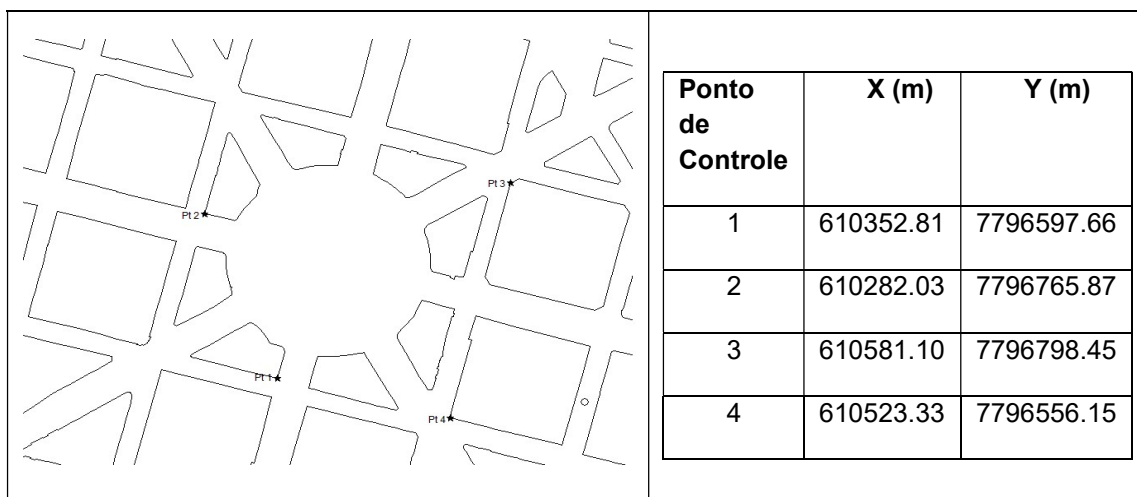 Pt 3
Pt 2
Pt 1
Pt 4
Ponto de Controle X (m) Y (m)
1 610352.81 7796597.66
2 610282.03 7796765.87
3 610581.10 7796798.45
4 610523.33 7796556.15